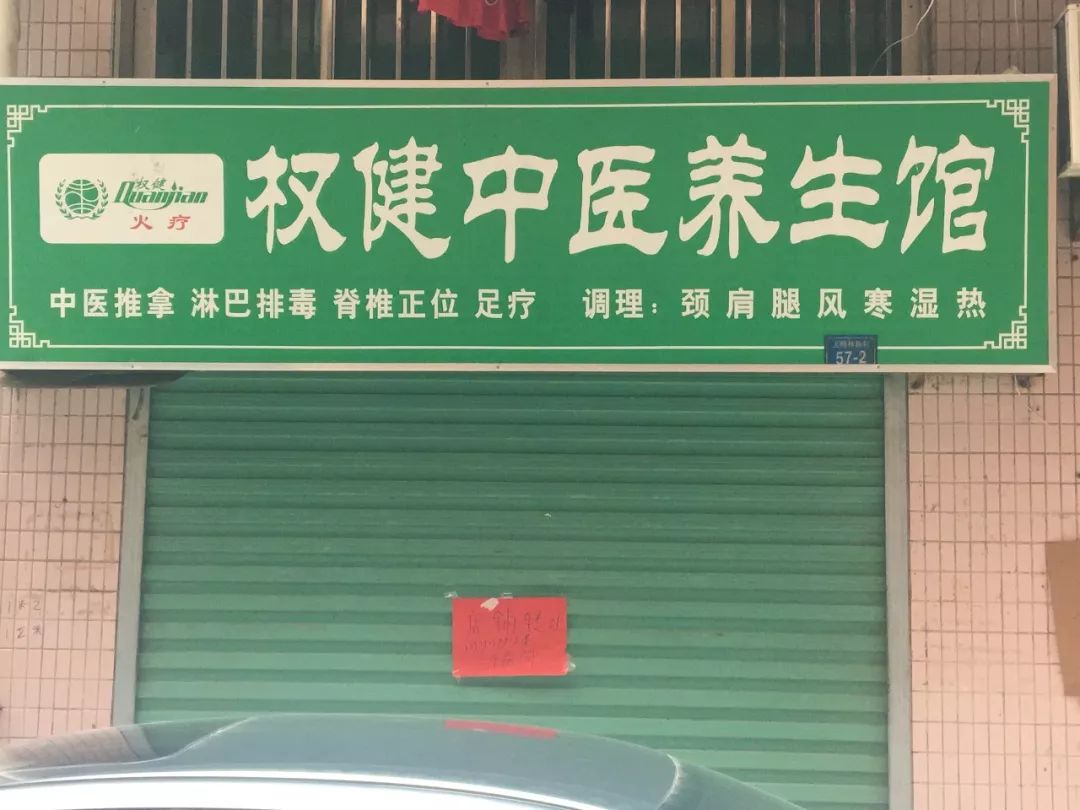 权健
Quanjian
火疗
权健中医养生馆
中医推拿 淋巴排毒 脊椎正位 足疗 调理：颈 肩 腿 风 寒 湿 热
57-2